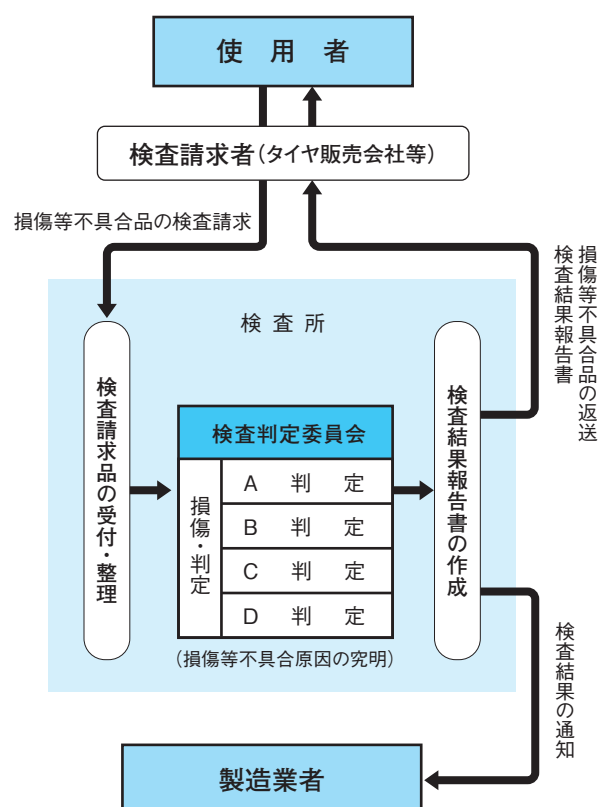 使用者
検査請求者（タイヤ販売会社等）
損傷等不具合品の検査請求
検査所
検査請求品の受付・整理
検査判定委員会
損傷・判定
A 判 定
B 判 定
C 判 定
D 判 定
（損傷等不具合原因の究明）
検査結果報告書の作成
損傷等不具合品の返送
検査結果報告書
検査結果の通知
製造業者